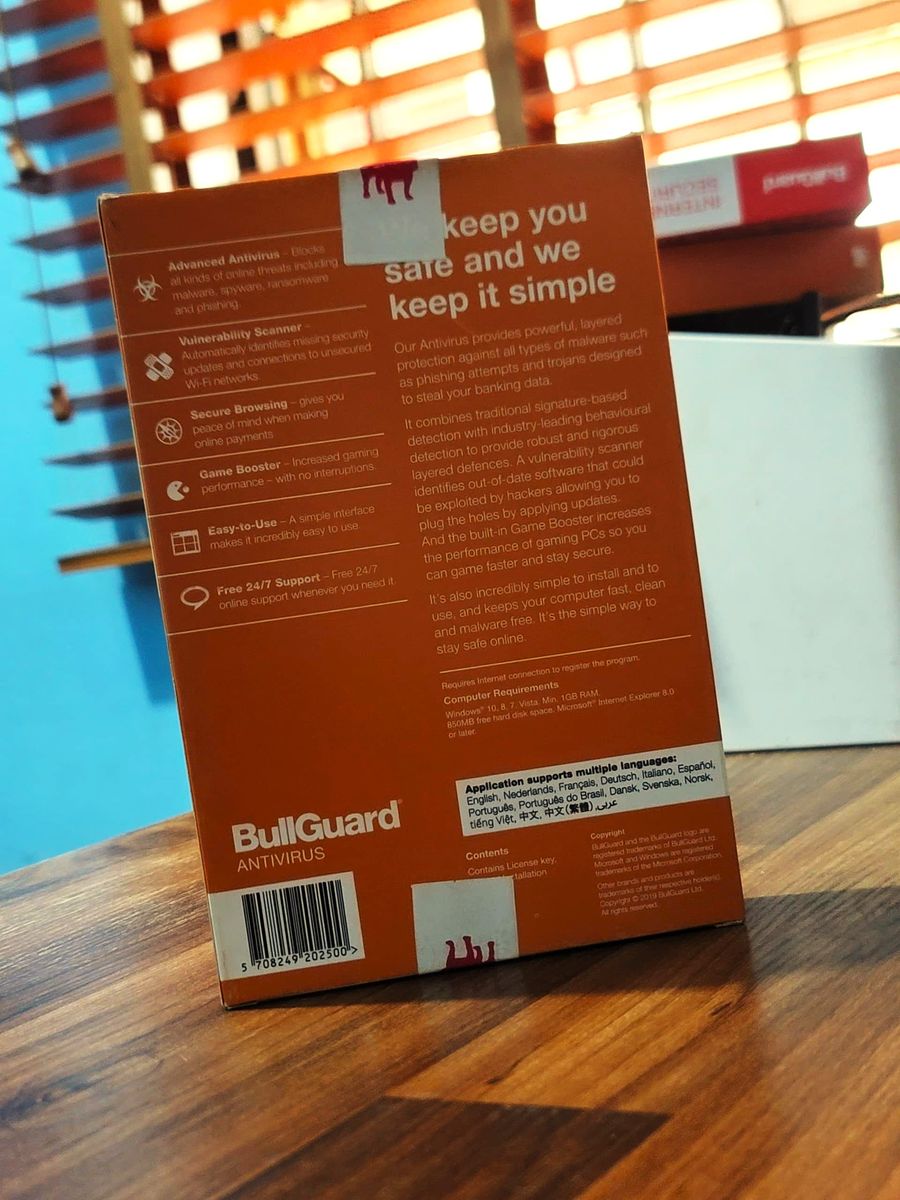 Advanced Antivirus – Blocks
all kinds of online threats including
malware, spyware, ransomware
and phishing.
Vulnerability Scanner –
Automatically identifies missing security
updates and connections to unsecured
Wi-Fi networks.
Secure Browsing – gives you
peace of mind when making
online payments
Game Booster – Increased gaming
performance – with no interruptions.
Easy-to-Use – A simple interface
makes it incredibly easy to use.
Free 24/7 Support – Free 24/7
online support whenever you need it.
We keep you
safe and we
keep it simple
Our Antivirus provides powerful, layered
protection against all types of malware such
as phishing attempts and trojans designed
to steal your banking data.
It combines traditional signature-based
detection with industry-leading behavioural
detection to provide robust and rigorous
layered defences. A vulnerability scanner
identifies out-of-date software that could
be exploited by hackers allowing you to
plug the holes by applying updates.
And the built-in Game Booster increases
the performance of gaming PCs so you
can game faster and stay secure.
It's also incredibly simple to install and to
use, and keeps your computer fast, clean
and malware free. It's the simple way to
stay safe online.
Requires Internet connection to register the program.
Computer Requirements
Windows® 10, 8, 7, Vista, Min. 1GB RAM,
850MB free hard disk space. Microsoft® Internet Explorer 8.0
or later.
Application supports multiple languages:
English, Nederlands, Français, Deutsch, Italiano, Español,
Português, Português do Brasil, Dansk, Svenska, Norsk,
tiếng Việt, 中文, 中文(繁體), عربى.
BullGuard®
ANTIVIRUS
5 708249 202500 >
Contents
Contains License key,
Copyright
BullGuard and the BullGuard logo are
registered trademarks of BullGuard Ltd.
Microsoft and Windows are registered
trademarks of the Microsoft Corporation.
Other brands and products are
trademarks of their respective holder(s).
Copyright © 2019 BullGuard Ltd.
All rights reserved.
BullGuard
INTERNET
SECURITY